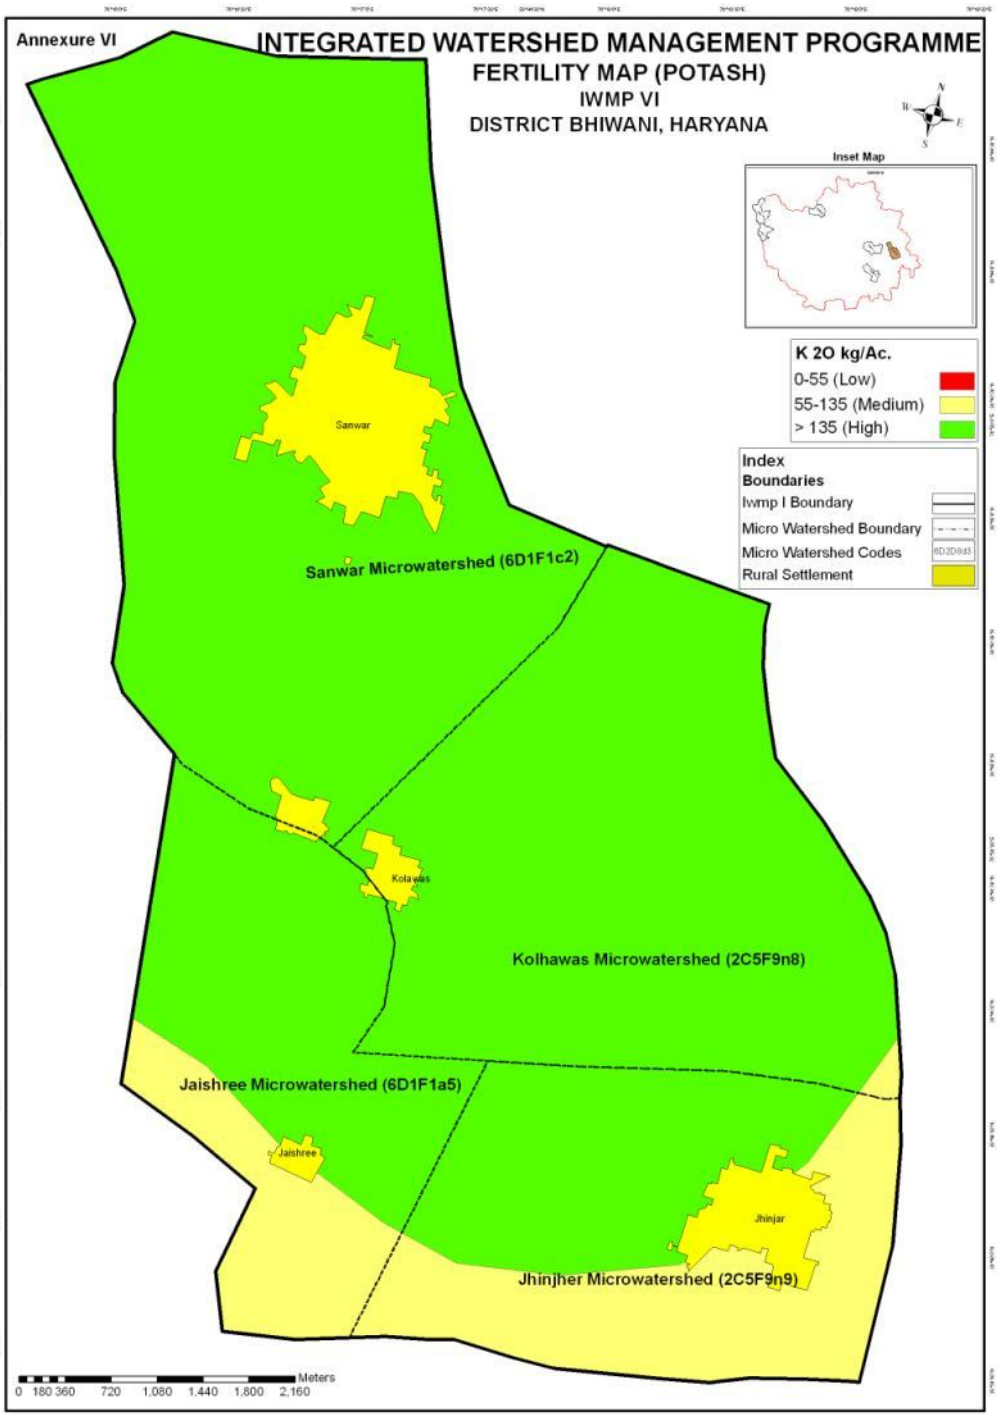 Annexure VI
INTEGRATED WATERSHED MANAGEMENT PROGRAMME
FERTILITY MAP (POTASH)
IWMP VI
DISTRICT BHIWANI, HARYANA
N
W
E
S
Inset Map
K 2O kg/Ac.
0-55 (Low)
55-135 (Medium)
> 135 (High)
Index
Boundaries
Iwmp I Boundary
Micro Watershed Boundary
Micro Watershed Codes
Rural Settlement
Sanwar
Sanwar Microwatershed (6D1F1c2)
Kolawas
Kolhawas Microwatershed (2C5F9n8)
Jaishree Microwatershed (6D1F1a5)
Jaishree
Jhinjar
Jhinjher Microwatershed (2C5F9n9)
Meters
0 180 360 720 1,080 1,440 1,800 2,160